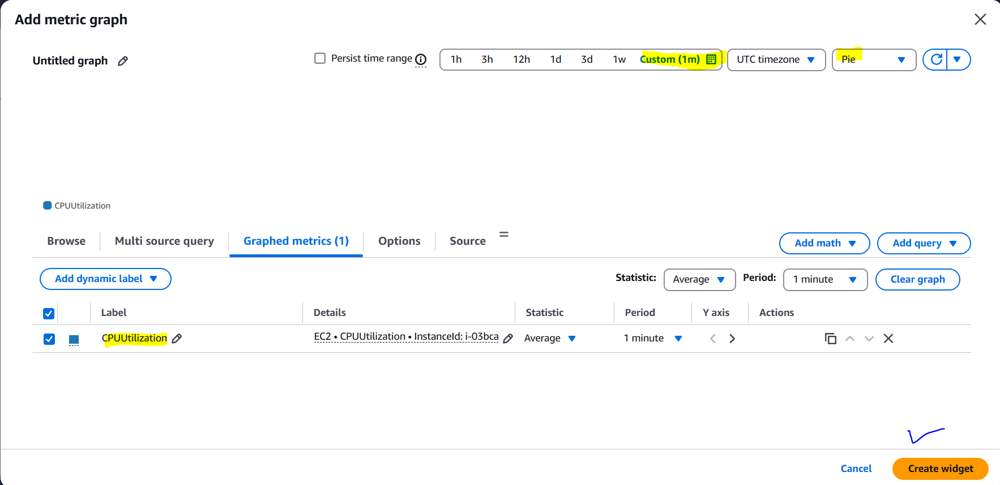 Add metric graph
Untitled graph
Persist time range 1h 3h 12h 1d 3d 1w Custom (1m) UTC timezone Pie
CPUUtilization
Browse Multi source query Graphed metrics (1) Options Source Add math Add query
Add dynamic label Statistic: Average Period: 1 minute Clear graph
Label Details Statistic Period Y axis Actions
CPUUtilization EC2 • CPUUtilization • InstanceId: i-03bca Average 1 minute
Cancel Create widget